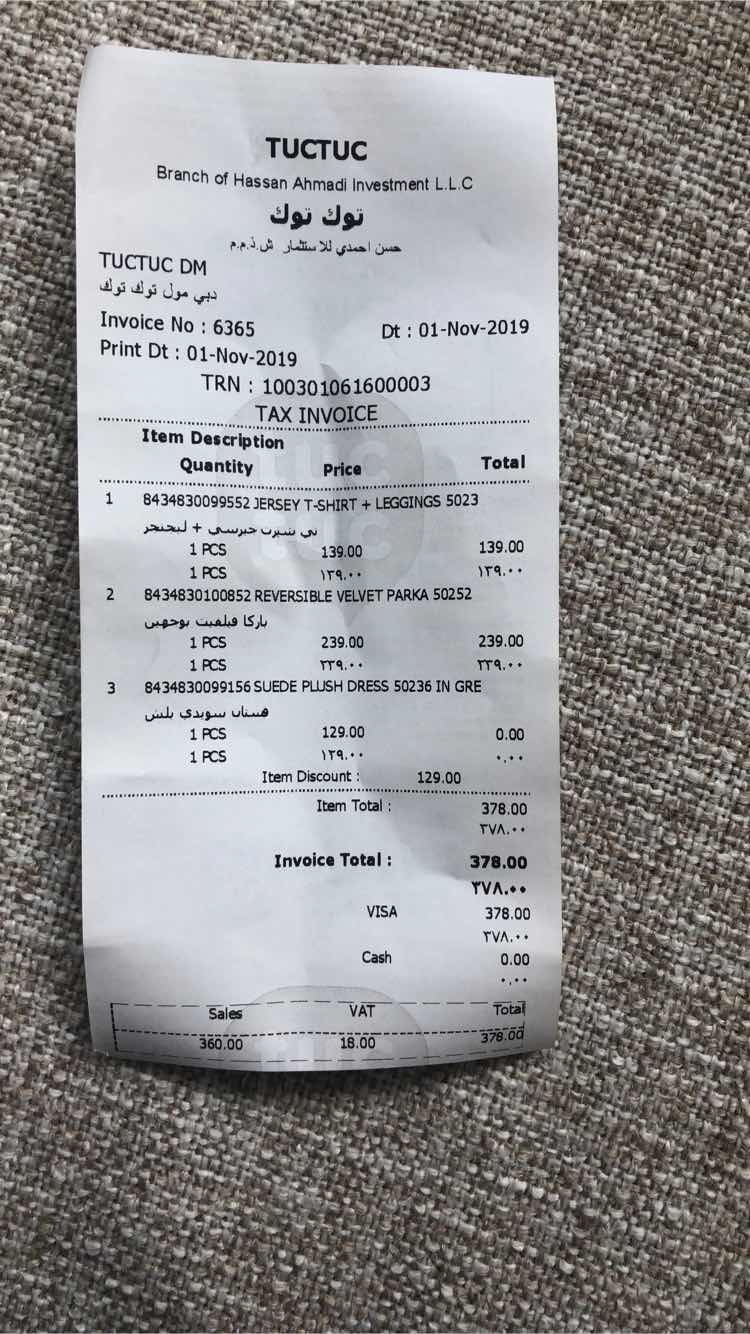 TUCTUC
Branch of Hassan Ahmadi Investment L.L.C
توك توك
حسن احمدي للاستثمار ش.ذ.م.م
TUCTUC DM
دبي مول توك توك
Invoice No : 6365 Dt : 01-Nov-2019
Print Dt : 01-Nov-2019
TRN : 100301061600003
TAX INVOICE
Item Description
Quantity Price Total
1 8434830099552 JERSEY T-SHIRT + LEGGINGS 5023
تي شيرت جيرسي + ليجنجر
1 PCS 139.00 139.00
1 PCS ١٣٩.٠٠ ١٣٩.٠٠
2 8434830100852 REVERSIBLE VELVET PARKA 50252
باركا فيلفيت بوجهين
1 PCS 239.00 239.00
1 PCS ٢٣٩.٠٠ ٢٣٩.٠٠
3 8434830099156 SUEDE PLUSH DRESS 50236 IN GRE
فستان سويدي بلش
1 PCS 129.00 0.00
1 PCS ١٢٩.٠٠ ٠.٠٠
Item Discount : 129.00
Item Total : 378.00
٣٧٨.٠٠
Invoice Total : 378.00
٣٧٨.٠٠
VISA 378.00
٣٧٨.٠٠
Cash 0.00
٠.٠٠
Sales VAT Total
360.00 18.00 378.00
tuc
tuc
tuc